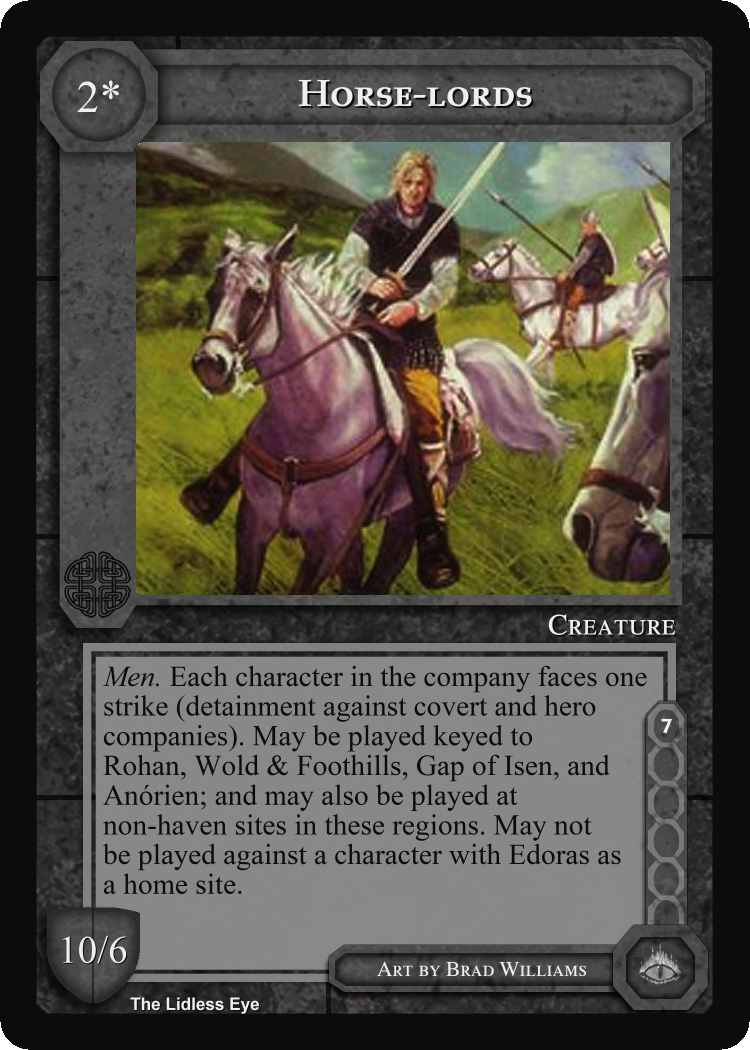 2*
Horse-lords
Creature
Men. Each character in the company faces one
strike (detainment against covert and hero
companies). May be played keyed to
Rohan, Wold & Foothills, Gap of Isen, and
Anórien; and may also be played at
non-haven sites in these regions. May not
be played against a character with Edoras as
a home site.
7
10/6
Art by Brad Williams
The Lidless Eye